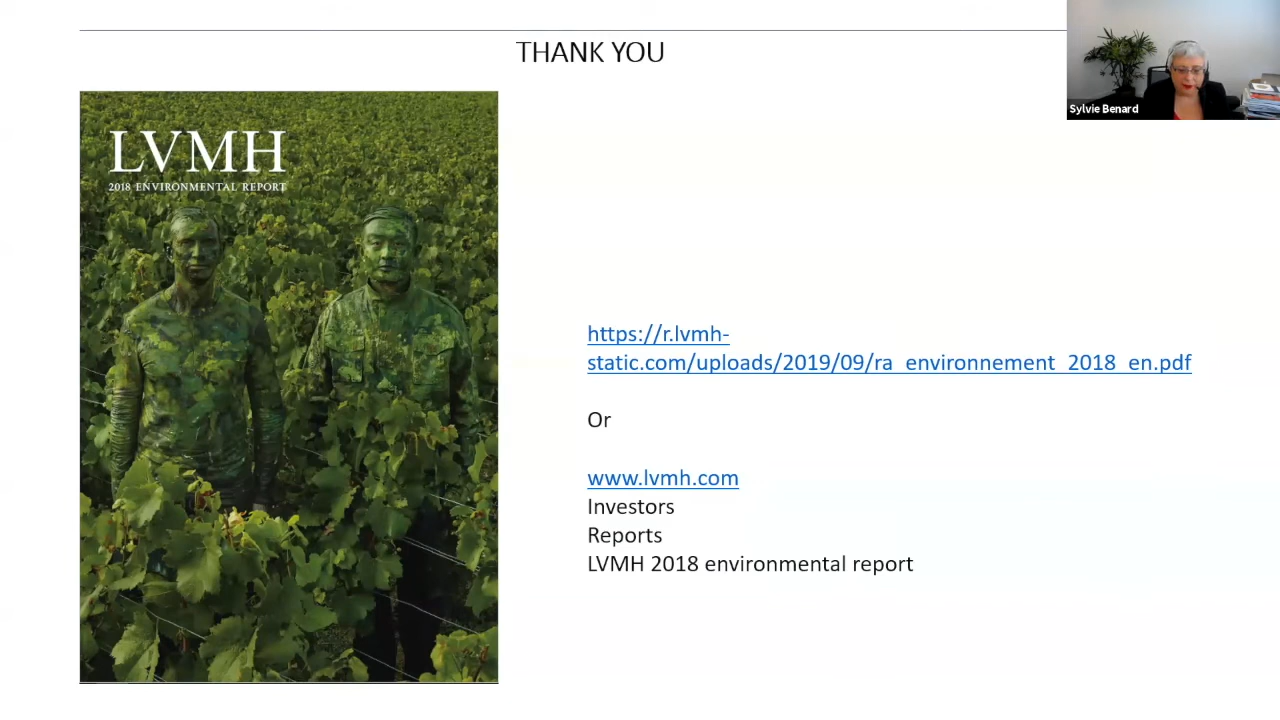 THANK YOU
Sylvie Benard
LVMH
2018 ENVIRONMENTAL REPORT
https://r.lvmh-
static.com/uploads/2019/09/ra_environnement_2018_en.pdf
Or
www.lvmh.com
Investors
Reports
LVMH 2018 environmental report